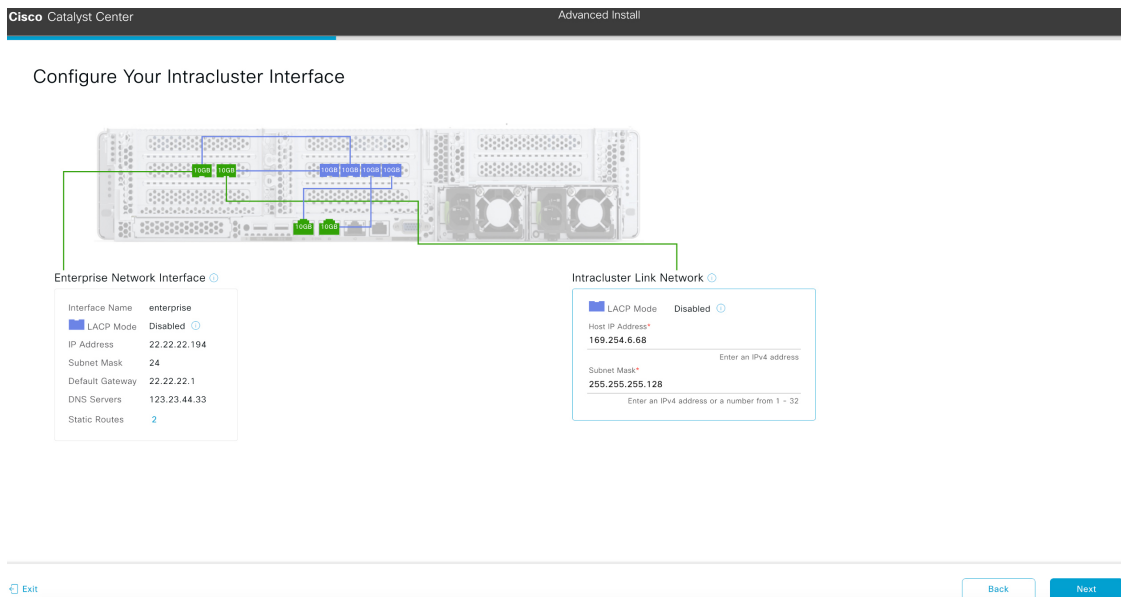 Cisco Catalyst Center
Advanced Install
Configure Your Intracluster Interface
10GB 10GB 10GB 10GB 10GB 10GB
10GB 10GB
Enterprise Network Interface
Interface Name enterprise
LACP Mode Disabled
IP Address 22.22.22.194
Subnet Mask 24
Default Gateway 22.22.22.1
DNS Servers 123.23.44.33
Static Routes 2
Intracluster Link Network
LACP Mode Disabled
Host IP Address*
169.254.6.68
Enter an IPv4 address
Subnet Mask*
255.255.255.128
Enter an IPv4 address or a number from 1 - 32
Exit
Back
Next